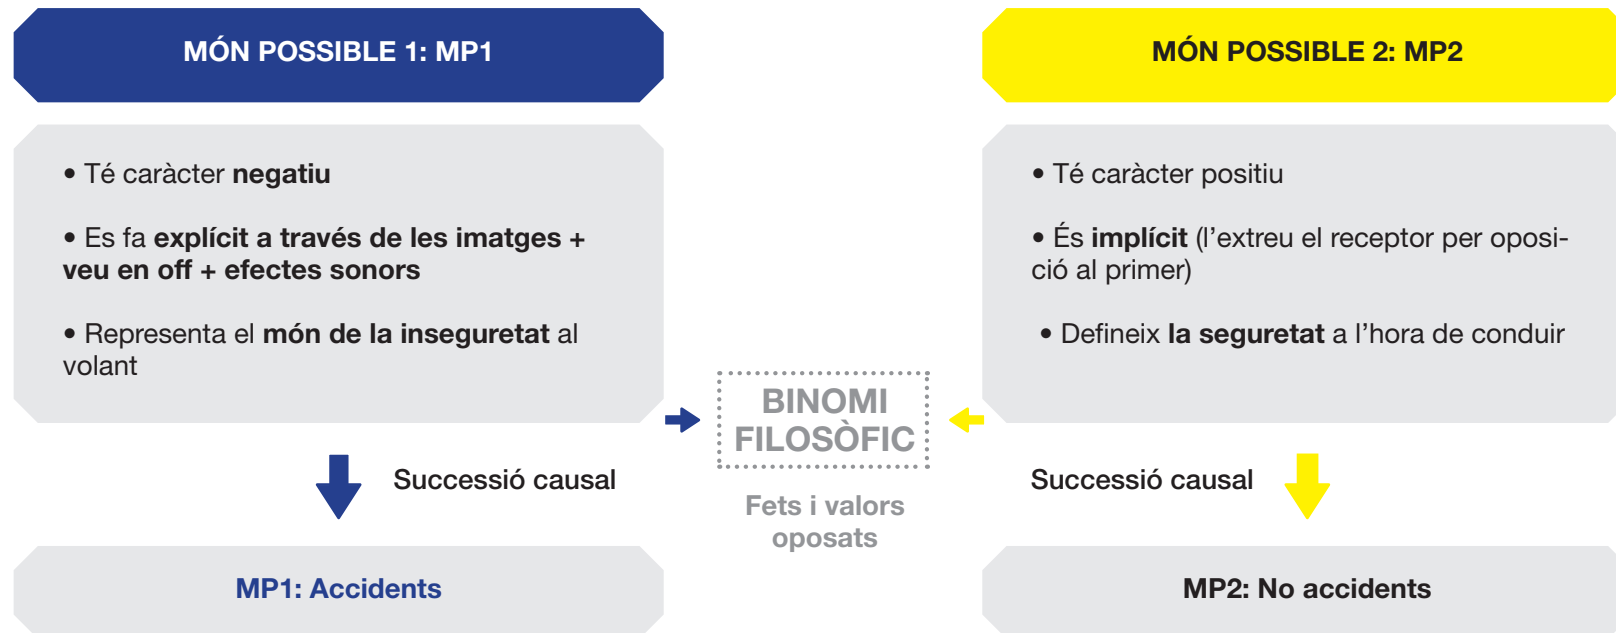 MÓN POSSIBLE 1: MP1
• Té caràcter negatiu
• Es fa explícit a través de les imatges +
veu en off + efectes sonors
• Representa el món de la inseguretat al
volant
Successió causal
MP1: Accidents
BINOMI
FILOSÒFIC
Fets i valors
oposats
MÓN POSSIBLE 2: MP2
• Té caràcter positiu
• És implícit (l’extreu el receptor per oposi-
ció al primer)
• Defineix la seguretat a l’hora de conduir
Successió causal
MP2: No accidents